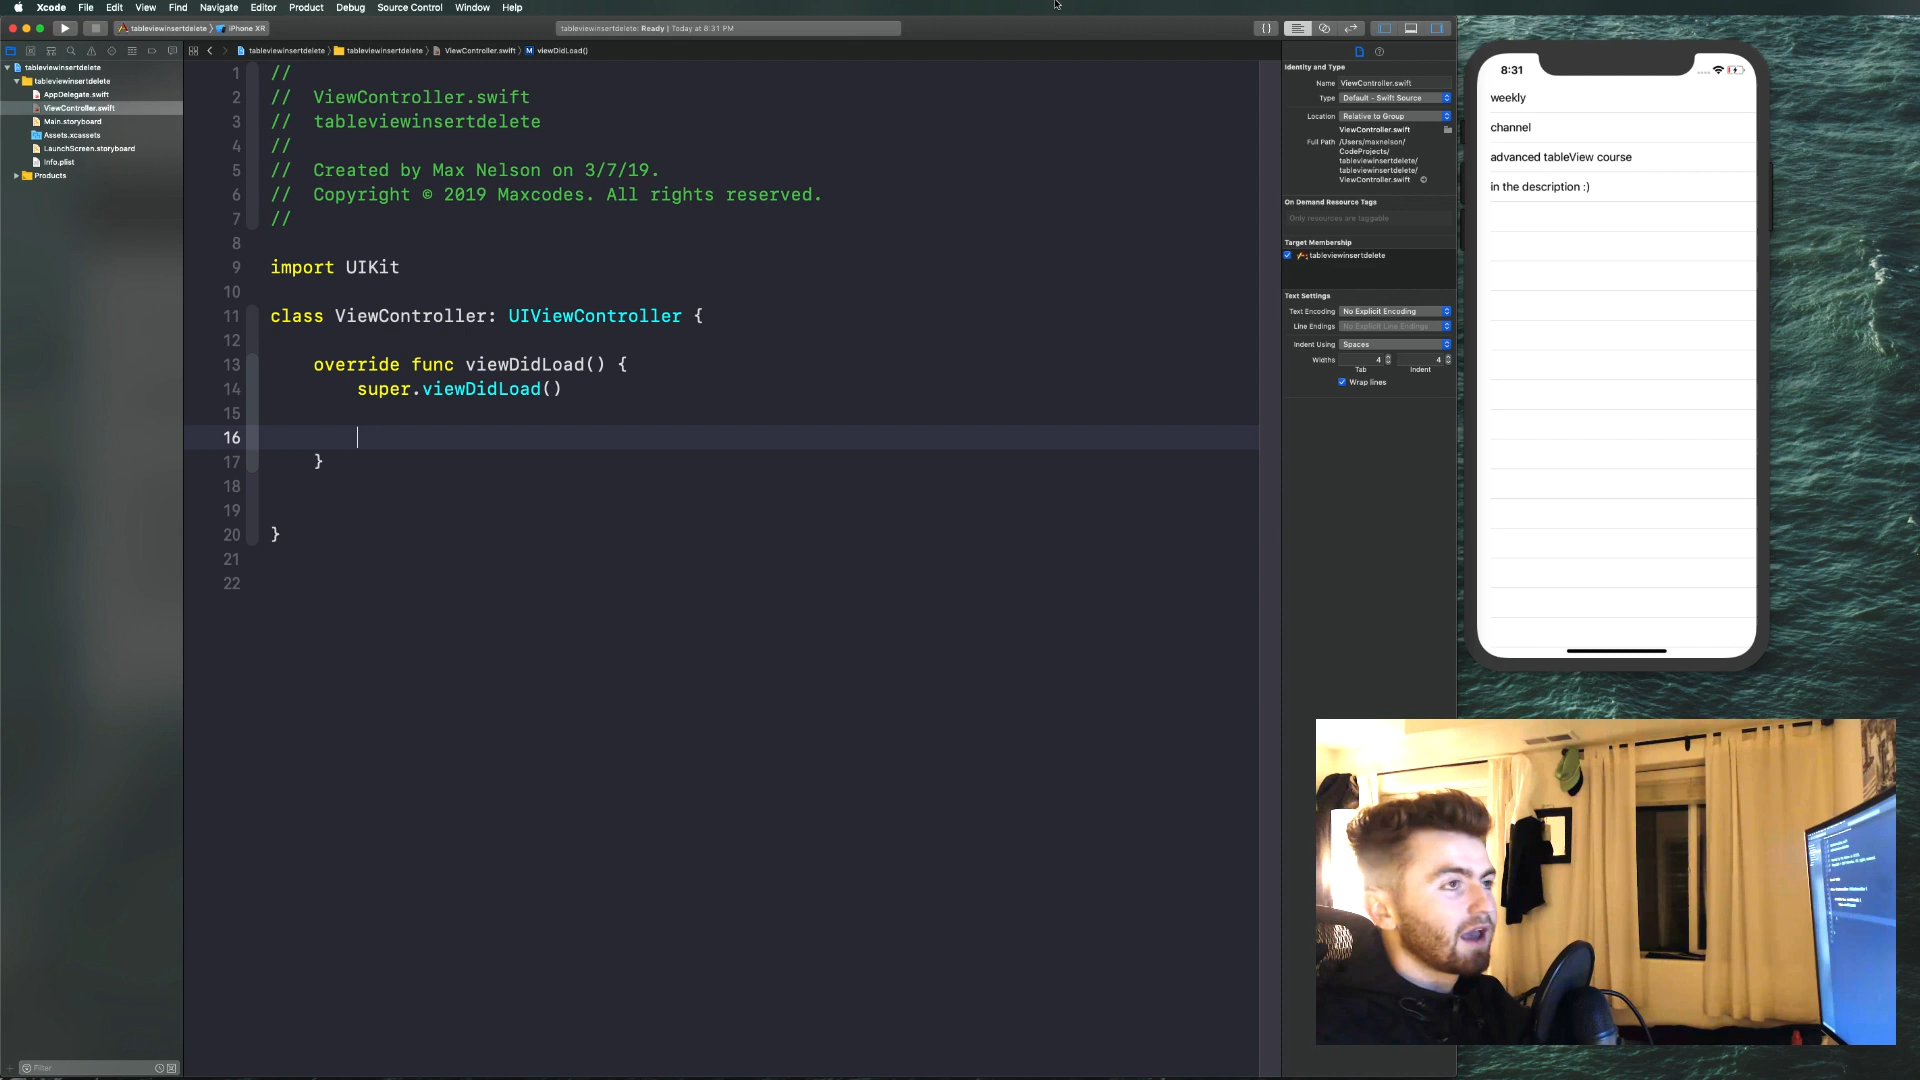 Xcode File Edit View Find Navigate Editor Product Debug Source Control Window Help
tableviewinsertdelete iPhone XR
tableviewinsertdelete: Ready | Today at 8:31 PM
tableviewinsertdelete tableviewinsertdelete ViewController.swift M viewDidLoad()
tableviewinsertdelete
tableviewinsertdelete
AppDelegate.swift
ViewController.swift
Main.storyboard
Assets.xcassets
LaunchScreen.storyboard
Info.plist
Products
Filter
1 //
2 // ViewController.swift
3 // tableviewinsertdelete
4 //
5 // Created by Max Nelson on 3/7/19.
6 // Copyright © 2019 Maxcodes. All rights reserved.
7 //
8
9 import UIKit
10
11 class ViewController: UIViewController {
12
13 override func viewDidLoad() {
14 super.viewDidLoad()
15
16
17 }
18
19
20 }
21
22
Identity and Type
Name ViewController.swift
Type Default - Swift Source
Location Relative to Group
ViewController.swift
Full Path /Users/maxnelson/
CodeProjects/
tableviewinsertdelete/
tableviewinsertdelete/
ViewController.swift
On Demand Resource Tags
Only resources are taggable
Target Membership
tableviewinsertdelete
Text Settings
Text Encoding No Explicit Encoding
Line Endings No Explicit Line Endings
Indent Using Spaces
Widths 4 4
Tab Indent
Wrap lines
8:31
weekly
channel
advanced tableView course
in the description :)